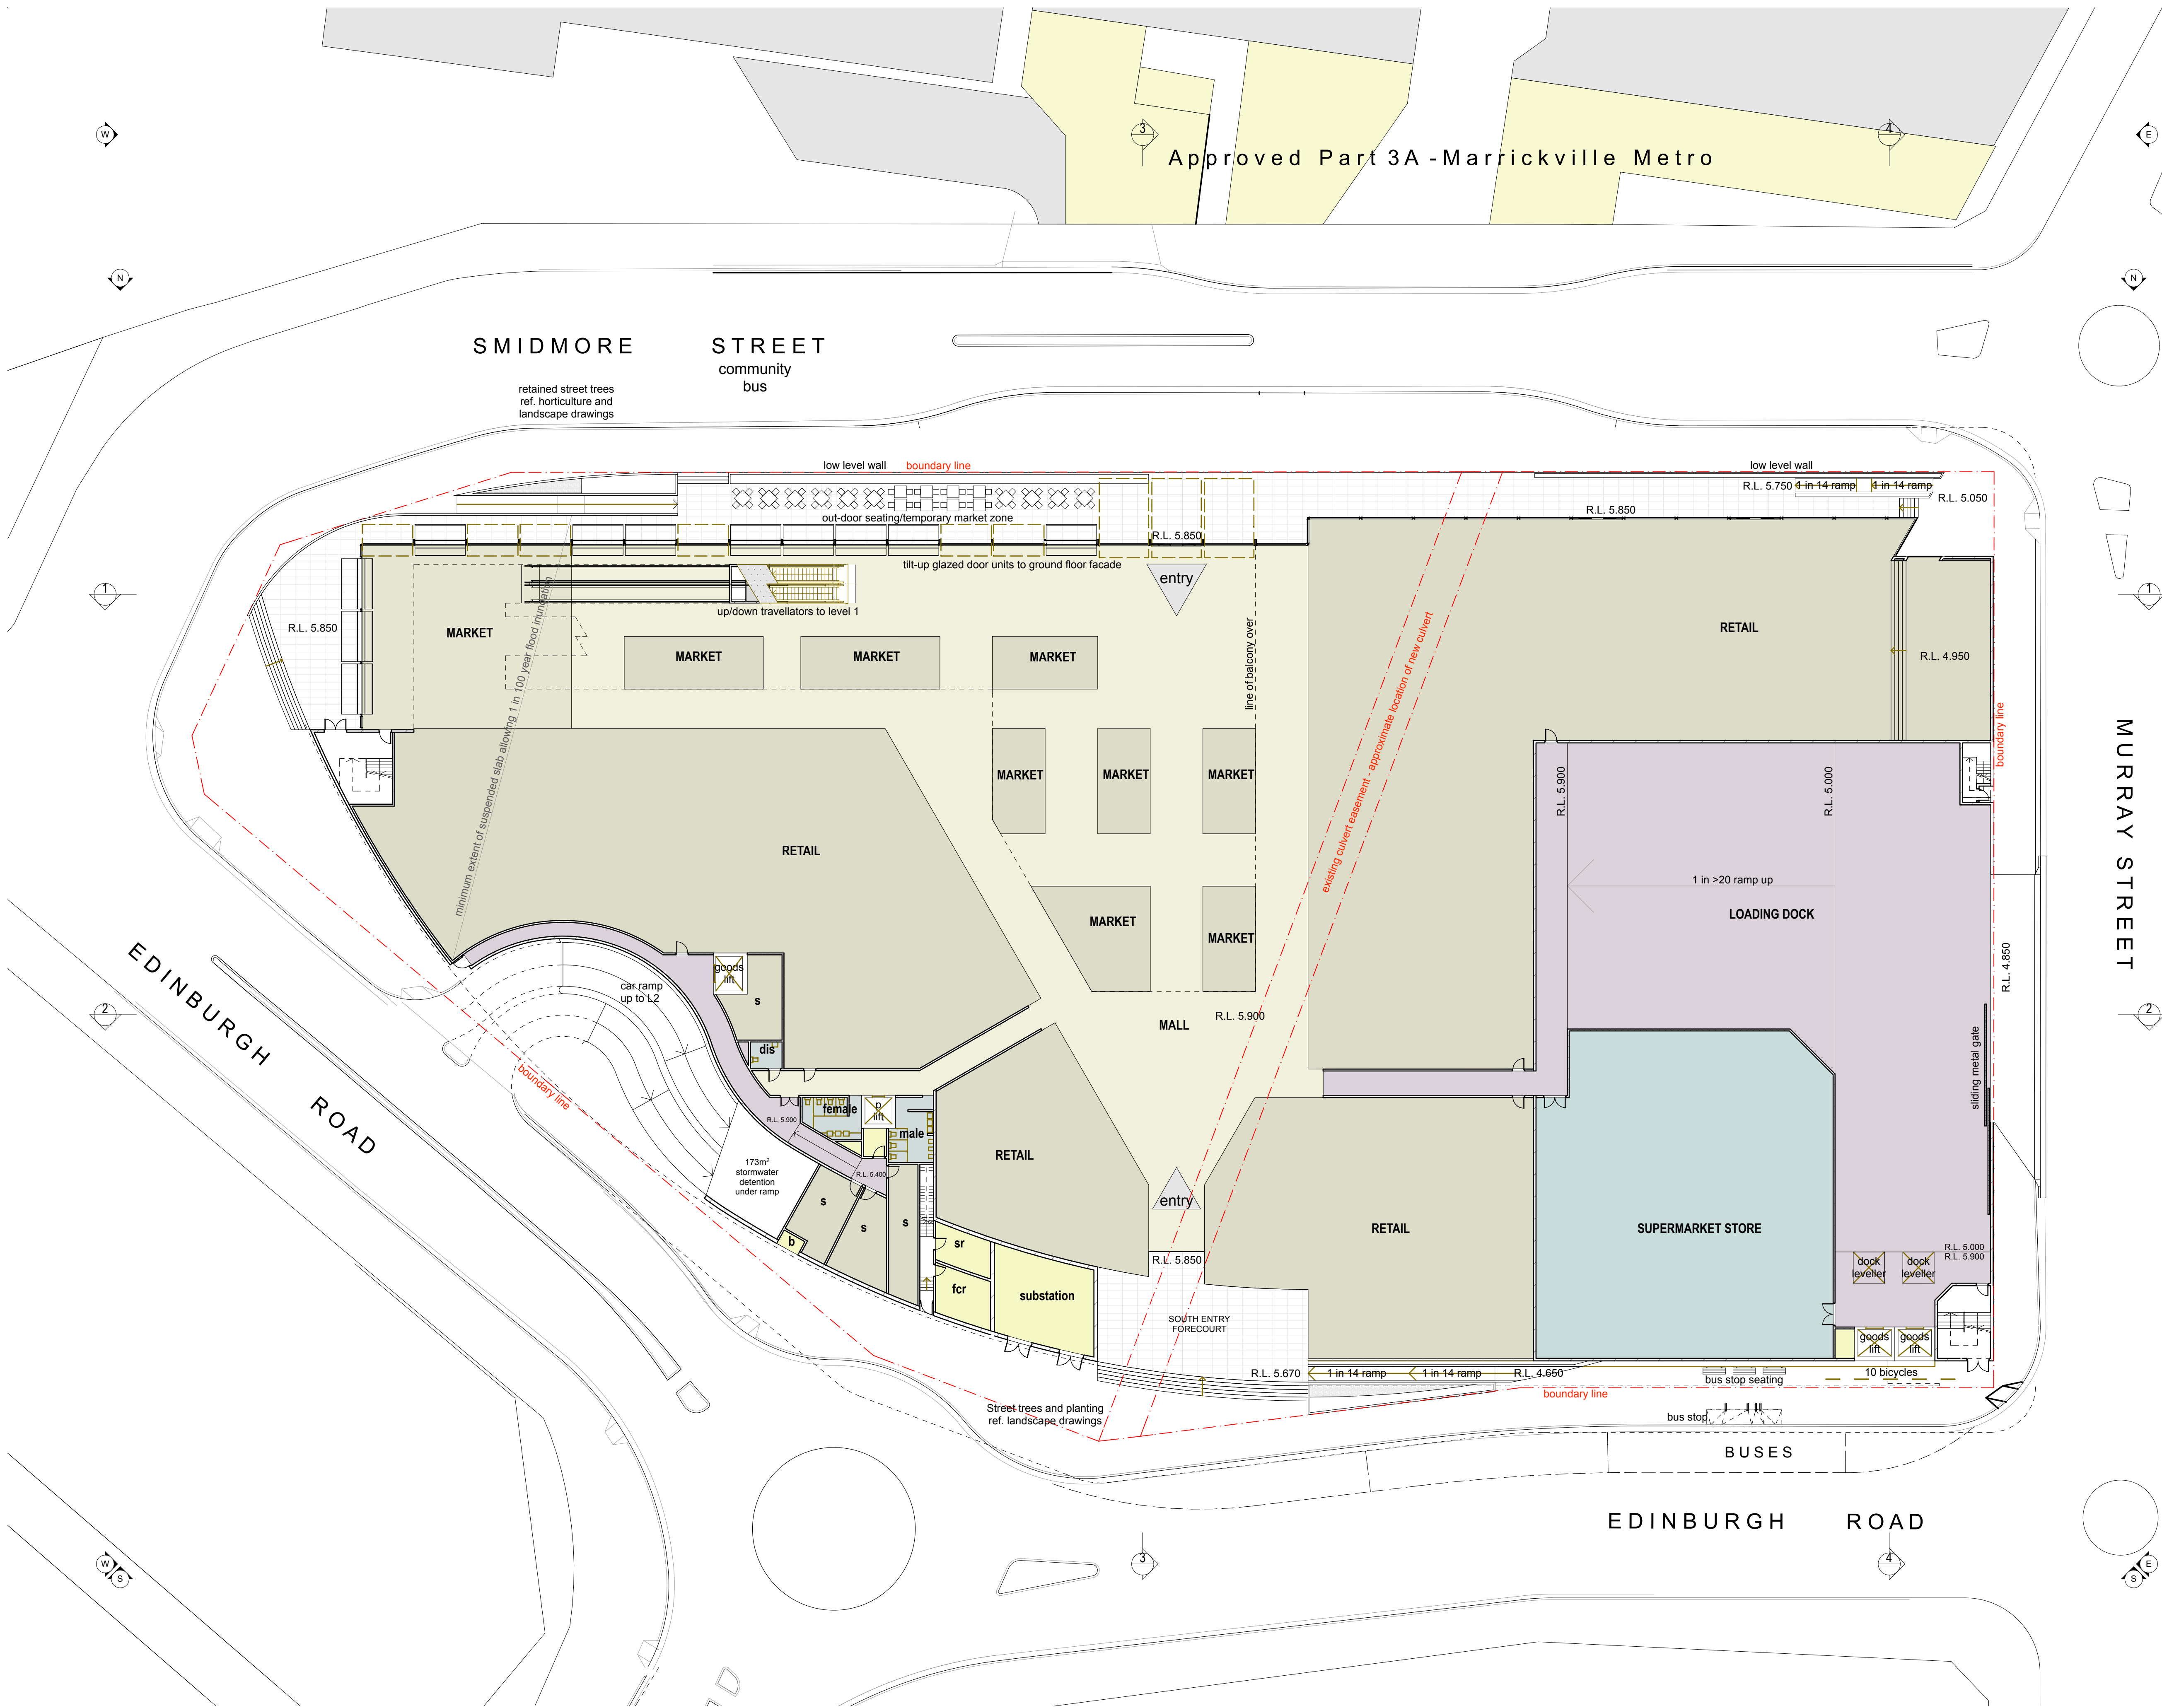 3
4
W
E
Approved Part 3A - Marrickville Metro
N
N
SMIDMORE STREET
community
bus
retained street trees
ref. horticulture and
landscape drawings
low level wall
boundary line
low level wall
R.L. 5.750
1 in 14 ramp
1 in 14 ramp
R.L. 5.050
out-door seating/temporary market zone
R.L. 5.850
R.L. 5.850
tilt-up glazed door units to ground floor facade
entry
1
1
up/down travellators to level 1
R.L. 5.850
MARKET
MARKET
MARKET
MARKET
RETAIL
R.L. 4.950
line of balcony over
existing culvert easement - approximate location of new culvert
minimum extent of suspended slab allowing 1 in 100 year flood inundation
boundary line
MURRAY STREET
MARKET
MARKET
MARKET
R.L. 5.900
R.L. 5.000
RETAIL
1 in >20 ramp up
LOADING DOCK
MARKET
MARKET
R.L. 4.850
EDINBURGH ROAD
goods
lift
car ramp
up to L2
s
2
2
MALL
R.L. 5.900
dis
boundary line
sliding metal gate
female
p
lift
male
R.L. 5.900
RETAIL
173m²
stormwater
detention
under ramp
R.L. 5.400
s
s
s
entry
RETAIL
SUPERMARKET STORE
b
sr
R.L. 5.850
R.L. 5.000
R.L. 5.900
dock
leveller
dock
leveller
fcr
substation
SOUTH ENTRY
FORECOURT
goods
lift
goods
lift
R.L. 5.670
1 in 14 ramp
1 in 14 ramp
R.L. 4.650
bus stop seating
10 bicycles
boundary line
Street trees and planting
ref. landscape drawings
bus stop
BUSES
EDINBURGH ROAD
3
4
W
S
E
S
D